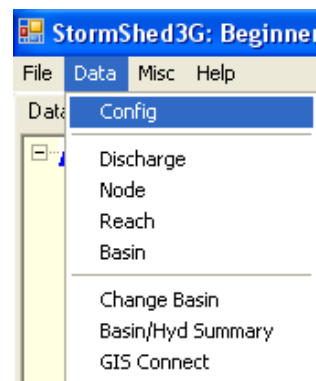 StormShed3G: Beginner
File Data Misc Help
Data
Config
Discharge
Node
Reach
Basin
Change Basin
Basin/Hyd Summary
GIS Connect